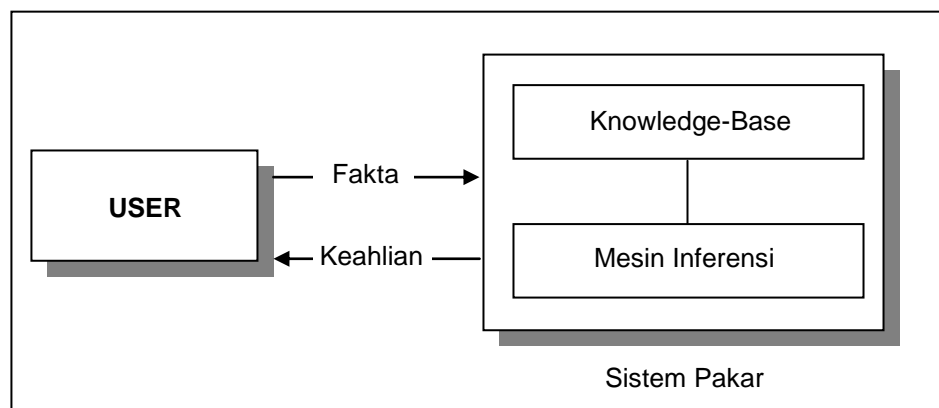 Knowledge-Base
Fakta
USER
Keahlian
Mesin Inferensi
Sistem Pakar